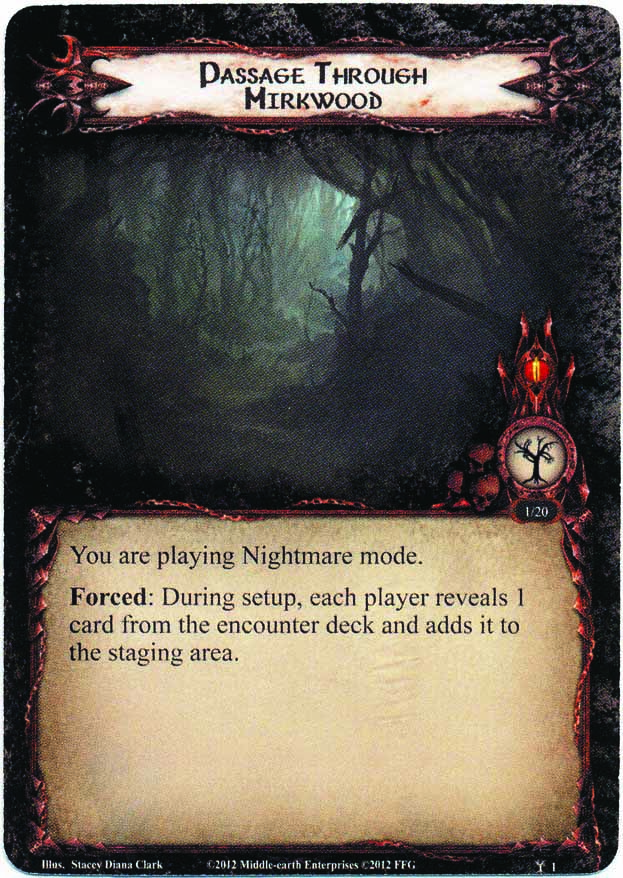 PASSAGE THROUGH
MIRKWOOD
1/20
You are playing Nightmare mode.
Forced: During setup, each player reveals 1
card from the encounter deck and adds it to
the staging area.
Illus. Stacey Diana Clark ©2012 Middle-earth Enterprises ©2012 FFG 1